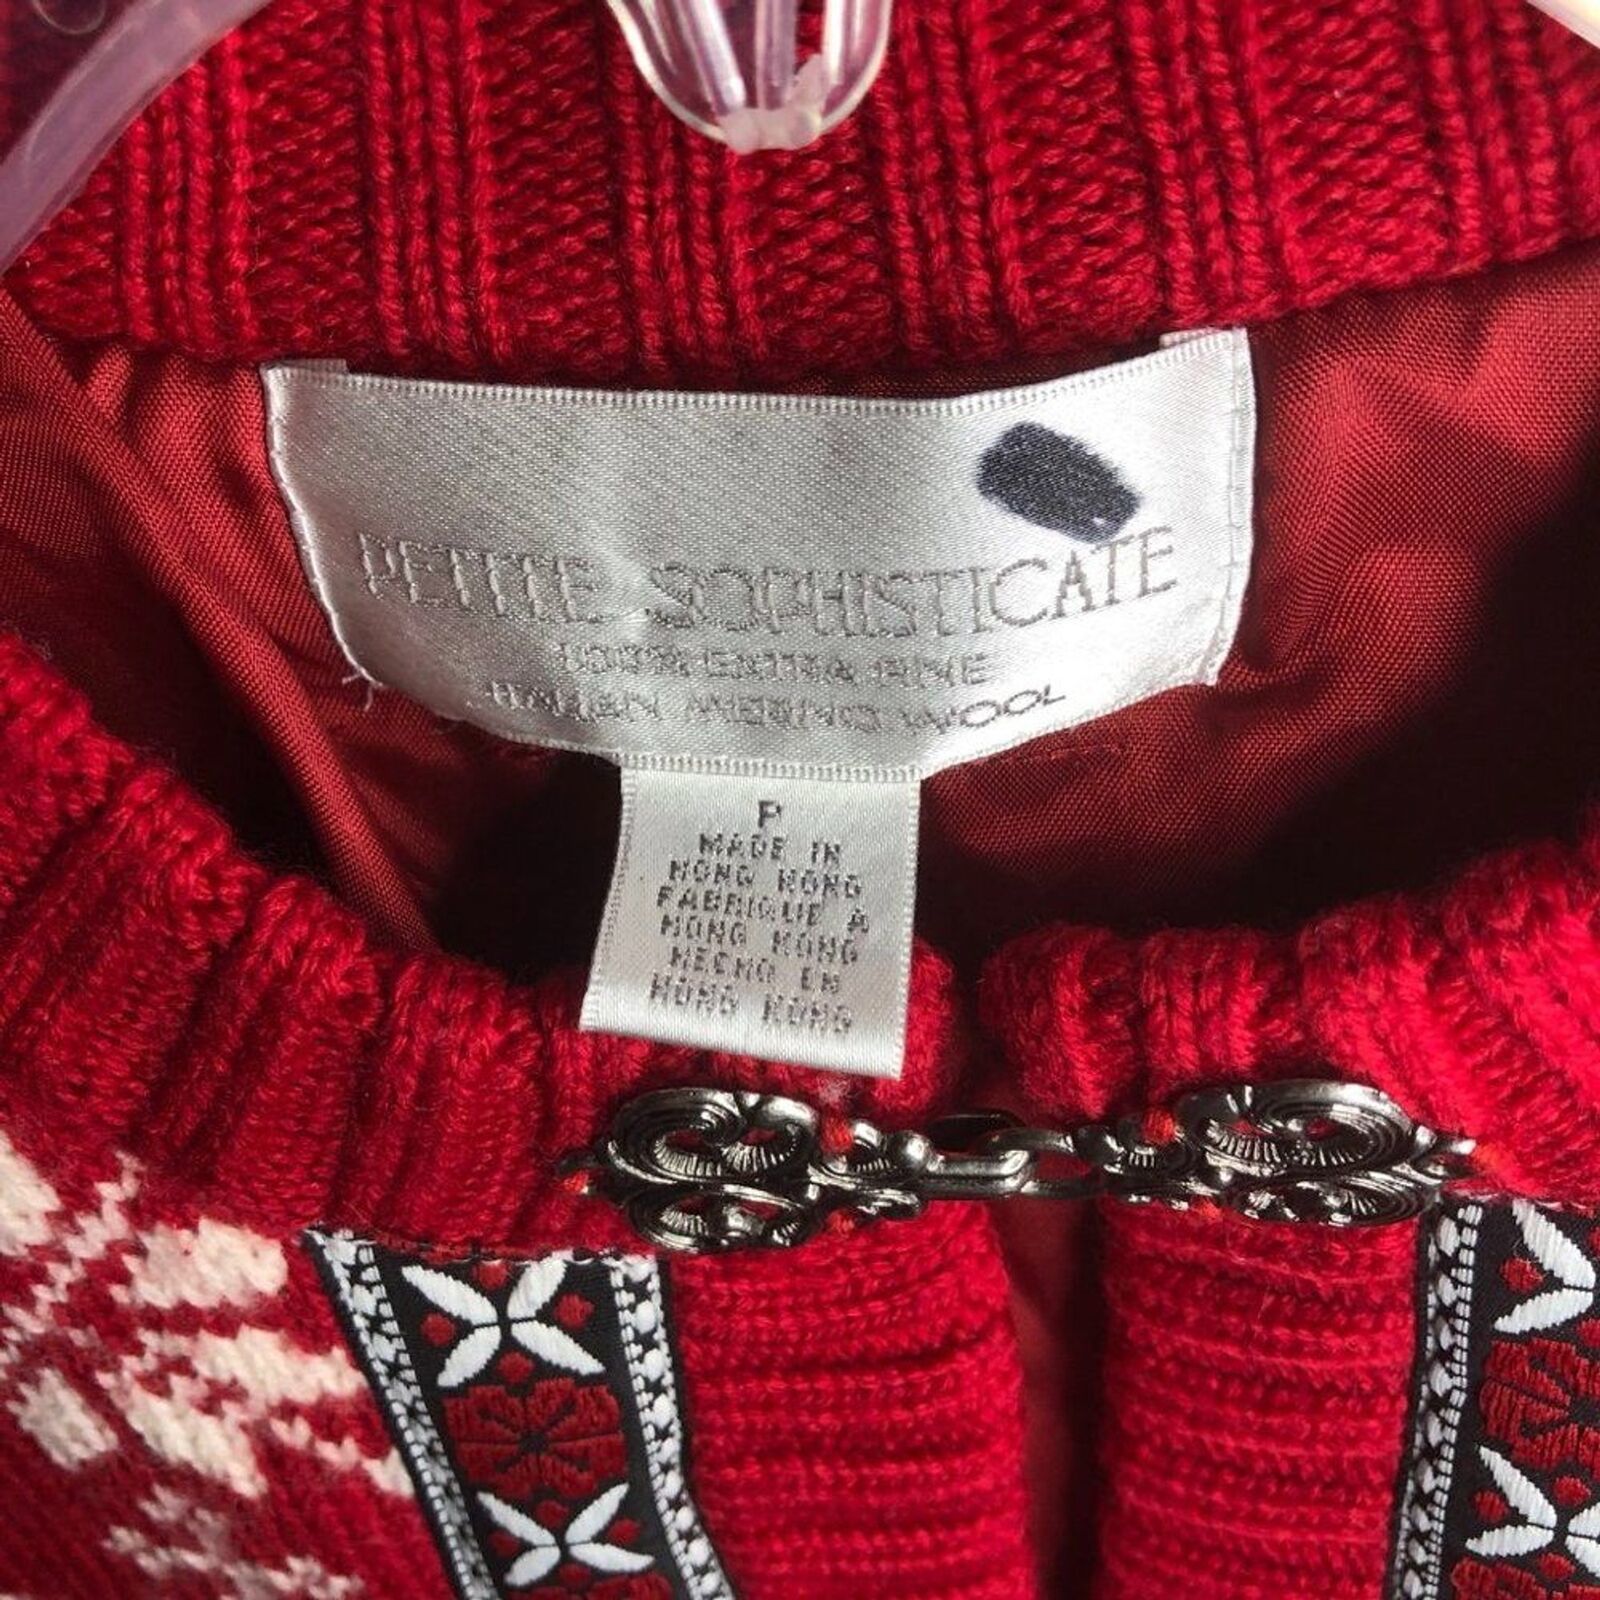 PETITE SOPHISTICATE
100% EXTRA FINE
ITALIAN MERINO WOOL
P
MADE IN
HONG KONG
FABRIQUE A
HONG KONG
HECHO EN
HONG KONG